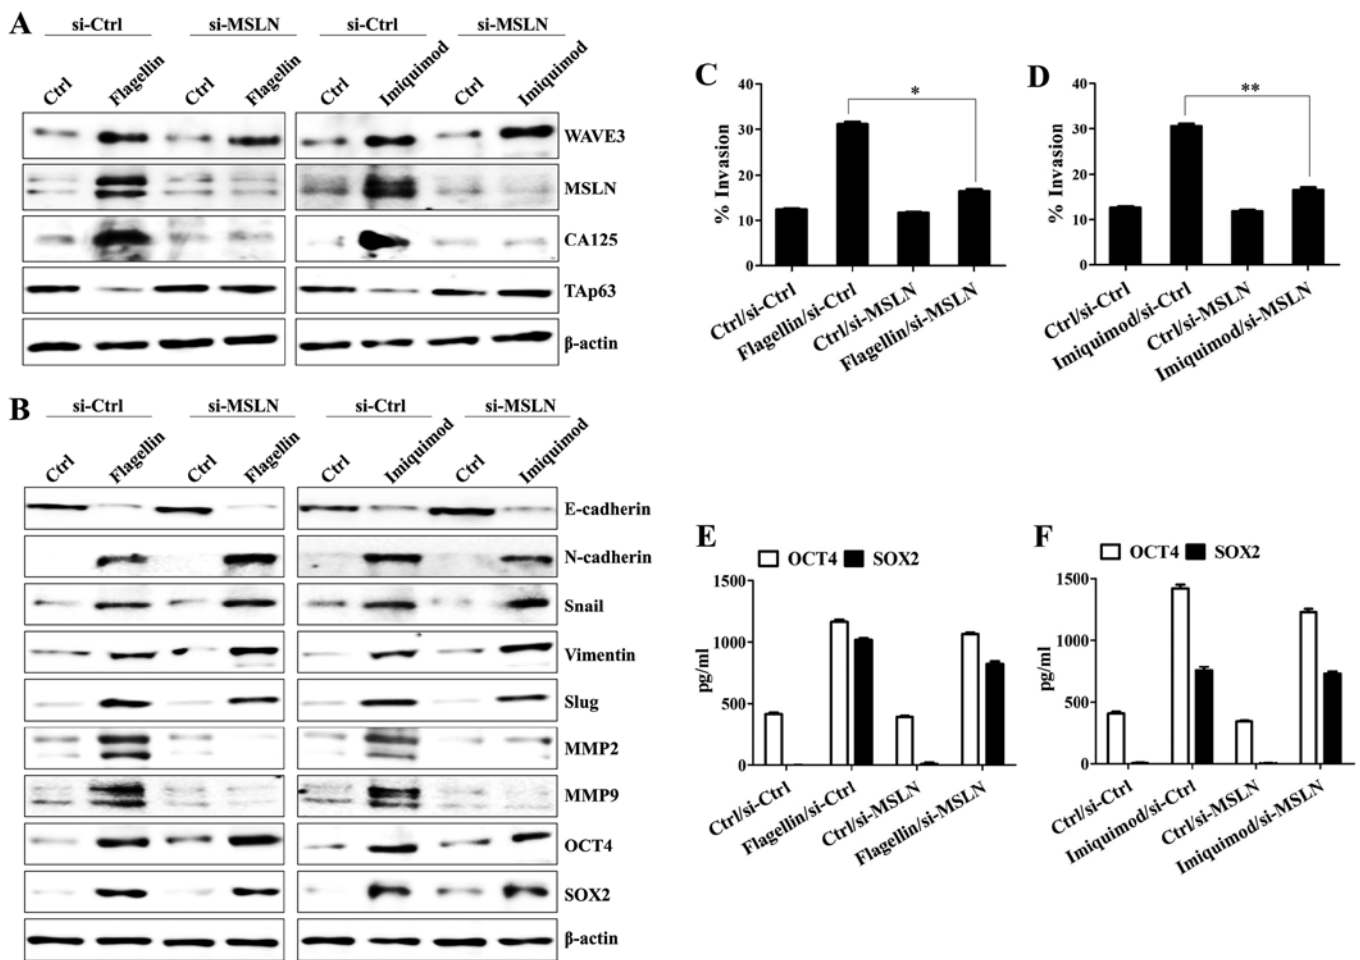 A
si-Ctrl si-MSLN si-Ctrl si-MSLN
Ctrl Flagellin Ctrl Flagellin Ctrl Imiquimod Ctrl Imiquimod
WAVE3
MSLN
CA125
TAp63
β-actin
B
si-Ctrl si-MSLN si-Ctrl si-MSLN
Ctrl Flagellin Ctrl Flagellin Ctrl Imiquimod Ctrl Imiquimod
E-cadherin
N-cadherin
Snail
Vimentin
Slug
MMP2
MMP9
OCT4
SOX2
β-actin
C
% Invasion
40
30
20
10
0
*
Ctrl/si-Ctrl
Flagellin/si-Ctrl
Ctrl/si-MSLN
Flagellin/si-MSLN
D
% Invasion
40
30
20
10
0
**
Ctrl/si-Ctrl
Imiquimod/si-Ctrl
Ctrl/si-MSLN
Imiquimod/si-MSLN
E
OCT4 SOX2
pg/ml
1500
1000
500
0
Ctrl/si-Ctrl
Flagellin/si-Ctrl
Ctrl/si-MSLN
Flagellin/si-MSLN
F
OCT4 SOX2
pg/ml
1500
1000
500
0
Ctrl/si-Ctrl
Imiquimod/si-Ctrl
Ctrl/si-MSLN
Imiquimod/si-MSLN